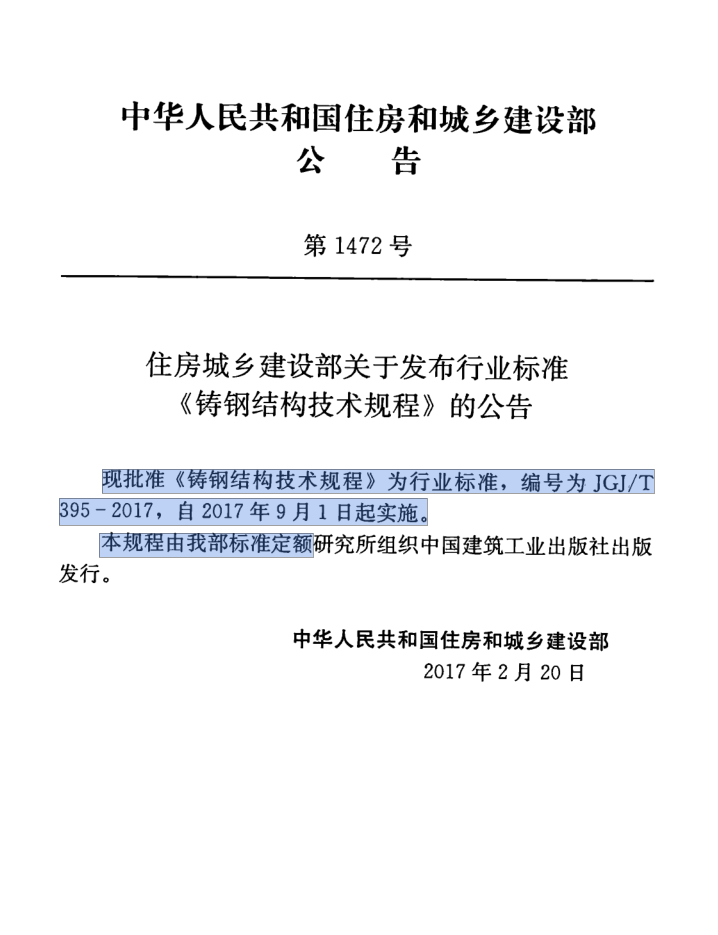 中华人民共和国住房和城乡建设部
公 告
第 1472 号
住房城乡建设部关于发布行业标准
《铸钢结构技术规程》的公告
现批准《铸钢结构技术规程》为行业标准，编号为 JGJ/T
395－2017，自 2017 年 9 月 1 日起实施。
本规程由我部标准定额研究所组织中国建筑工业出版社出版
发行。
中华人民共和国住房和城乡建设部
2017 年 2 月 20 日